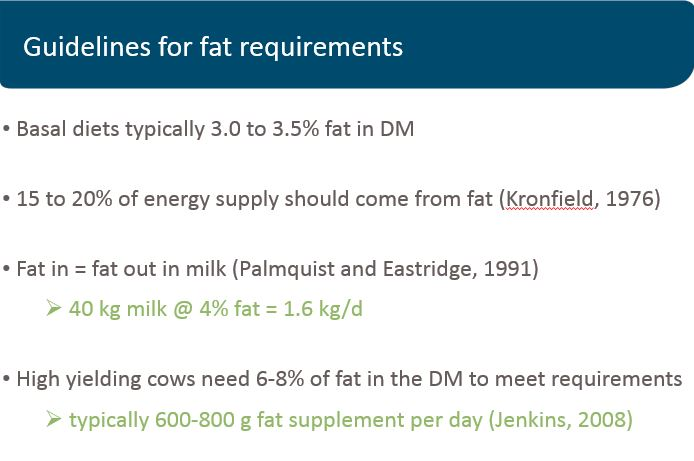 Guidelines for fat requirements
• Basal diets typically 3.0 to 3.5% fat in DM
• 15 to 20% of energy supply should come from fat (Kronfield, 1976)
• Fat in = fat out in milk (Palmquist and Eastridge, 1991)
➢ 40 kg milk @ 4% fat = 1.6 kg/d
• High yielding cows need 6-8% of fat in the DM to meet requirements
➢ typically 600-800 g fat supplement per day (Jenkins, 2008)